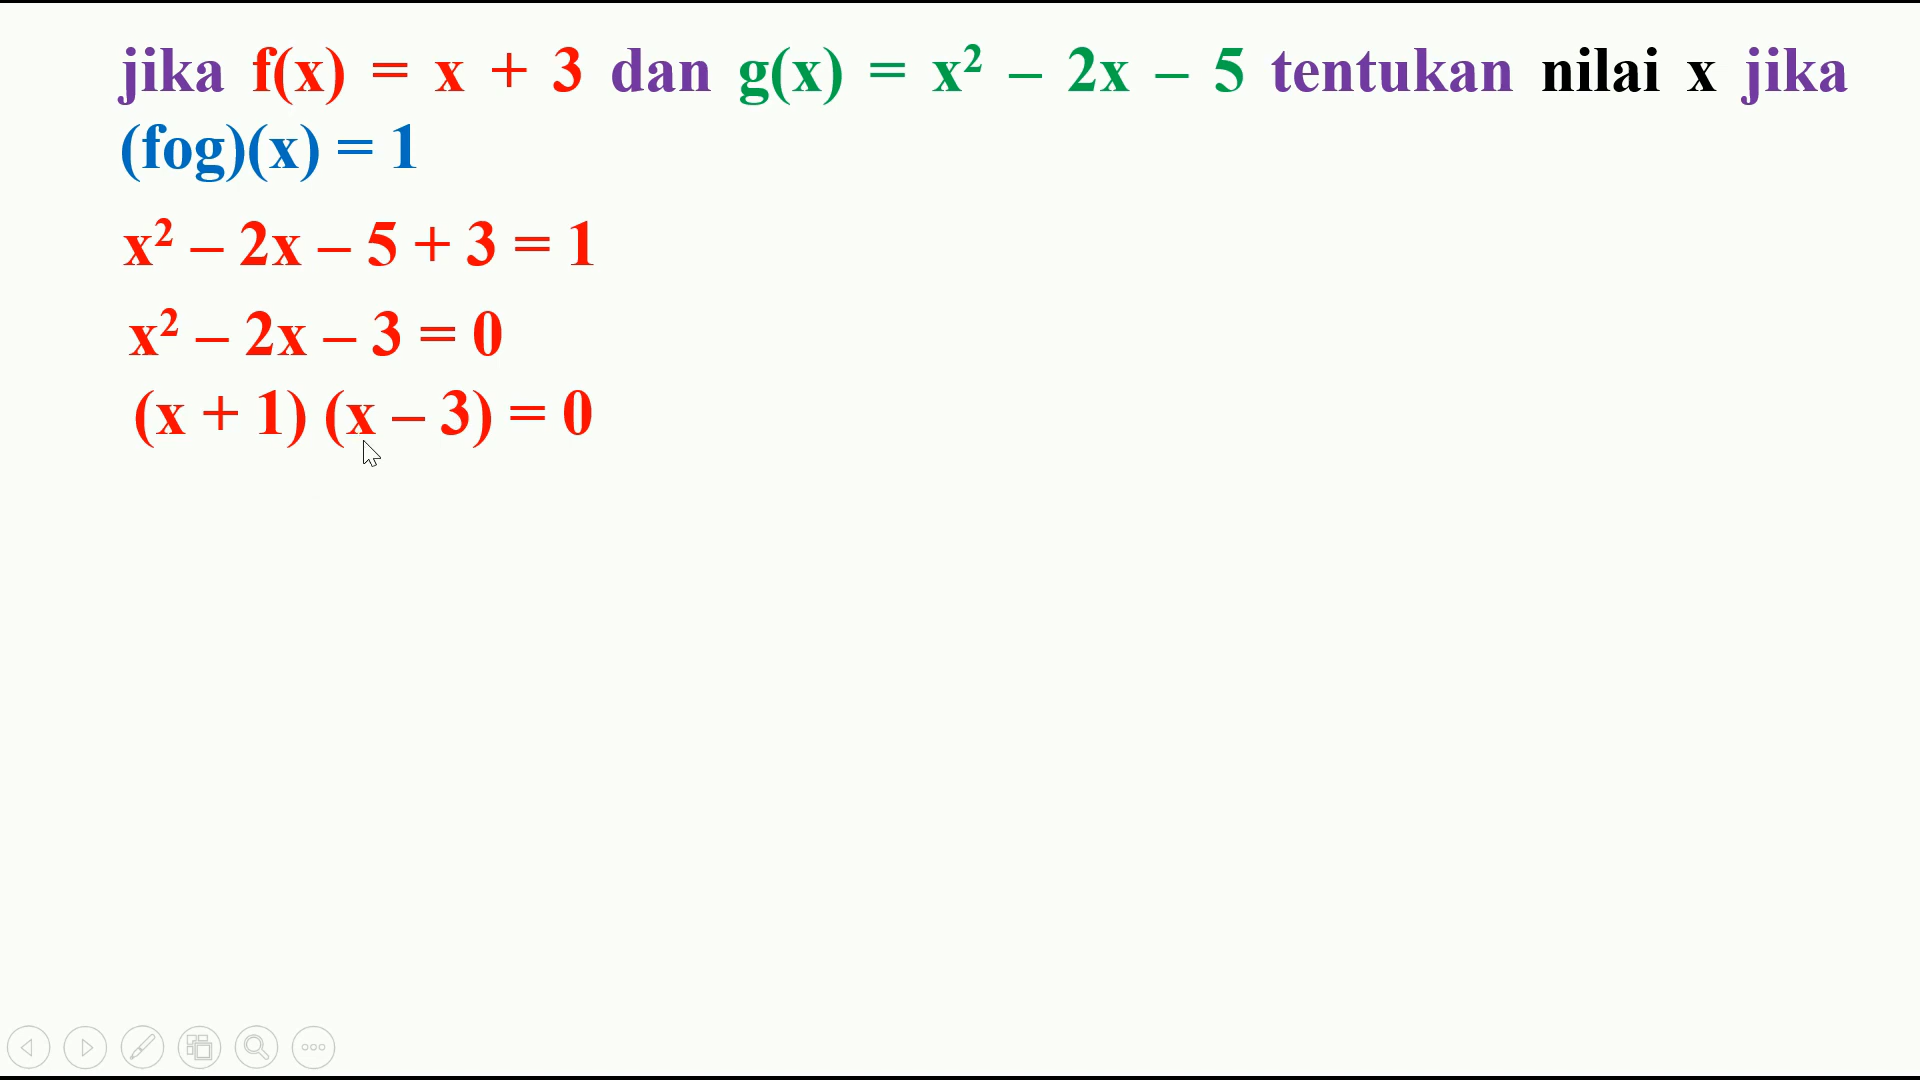 jika f(x) = x + 3 dan g(x) = x² – 2x – 5 tentukan nilai x jika
(fog)(x) = 1
x² – 2x – 5 + 3 = 1
x² – 2x – 3 = 0
(x + 1) (x – 3) = 0